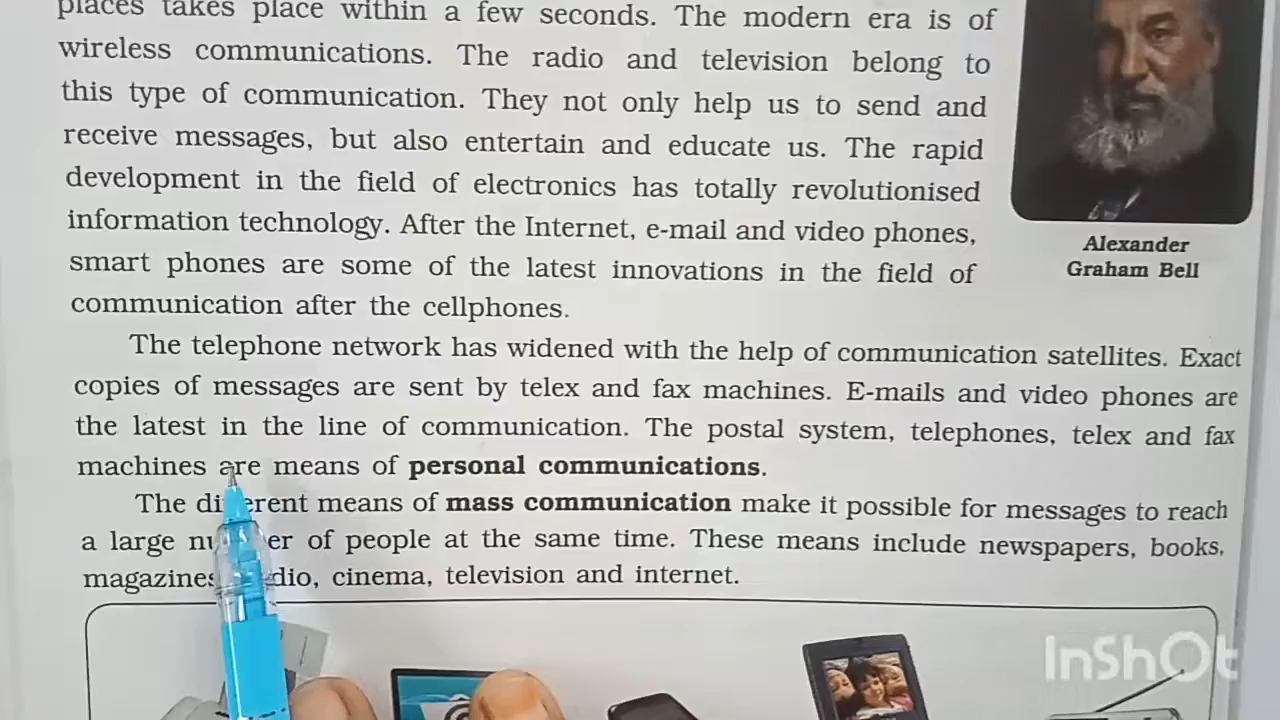 places takes place within a few seconds. The modern era is of
wireless communications. The radio and television belong to
this type of communication. They not only help us to send and
receive messages, but also entertain and educate us. The rapid
development in the field of electronics has totally revolutionised
information technology. After the Internet, e-mail and video phones,
smart phones are some of the latest innovations in the field of
communication after the cellphones.
Alexander
Graham Bell
The telephone network has widened with the help of communication satellites. Exact
copies of messages are sent by telex and fax machines. E-mails and video phones are
the latest in the line of communication. The postal system, telephones, telex and fax
machines are means of personal communications.
The means of mass communication make it possible for messages to reach
a large of people at the same time. These means include newspapers, books,
magazines cinema, television and internet.
InShOt